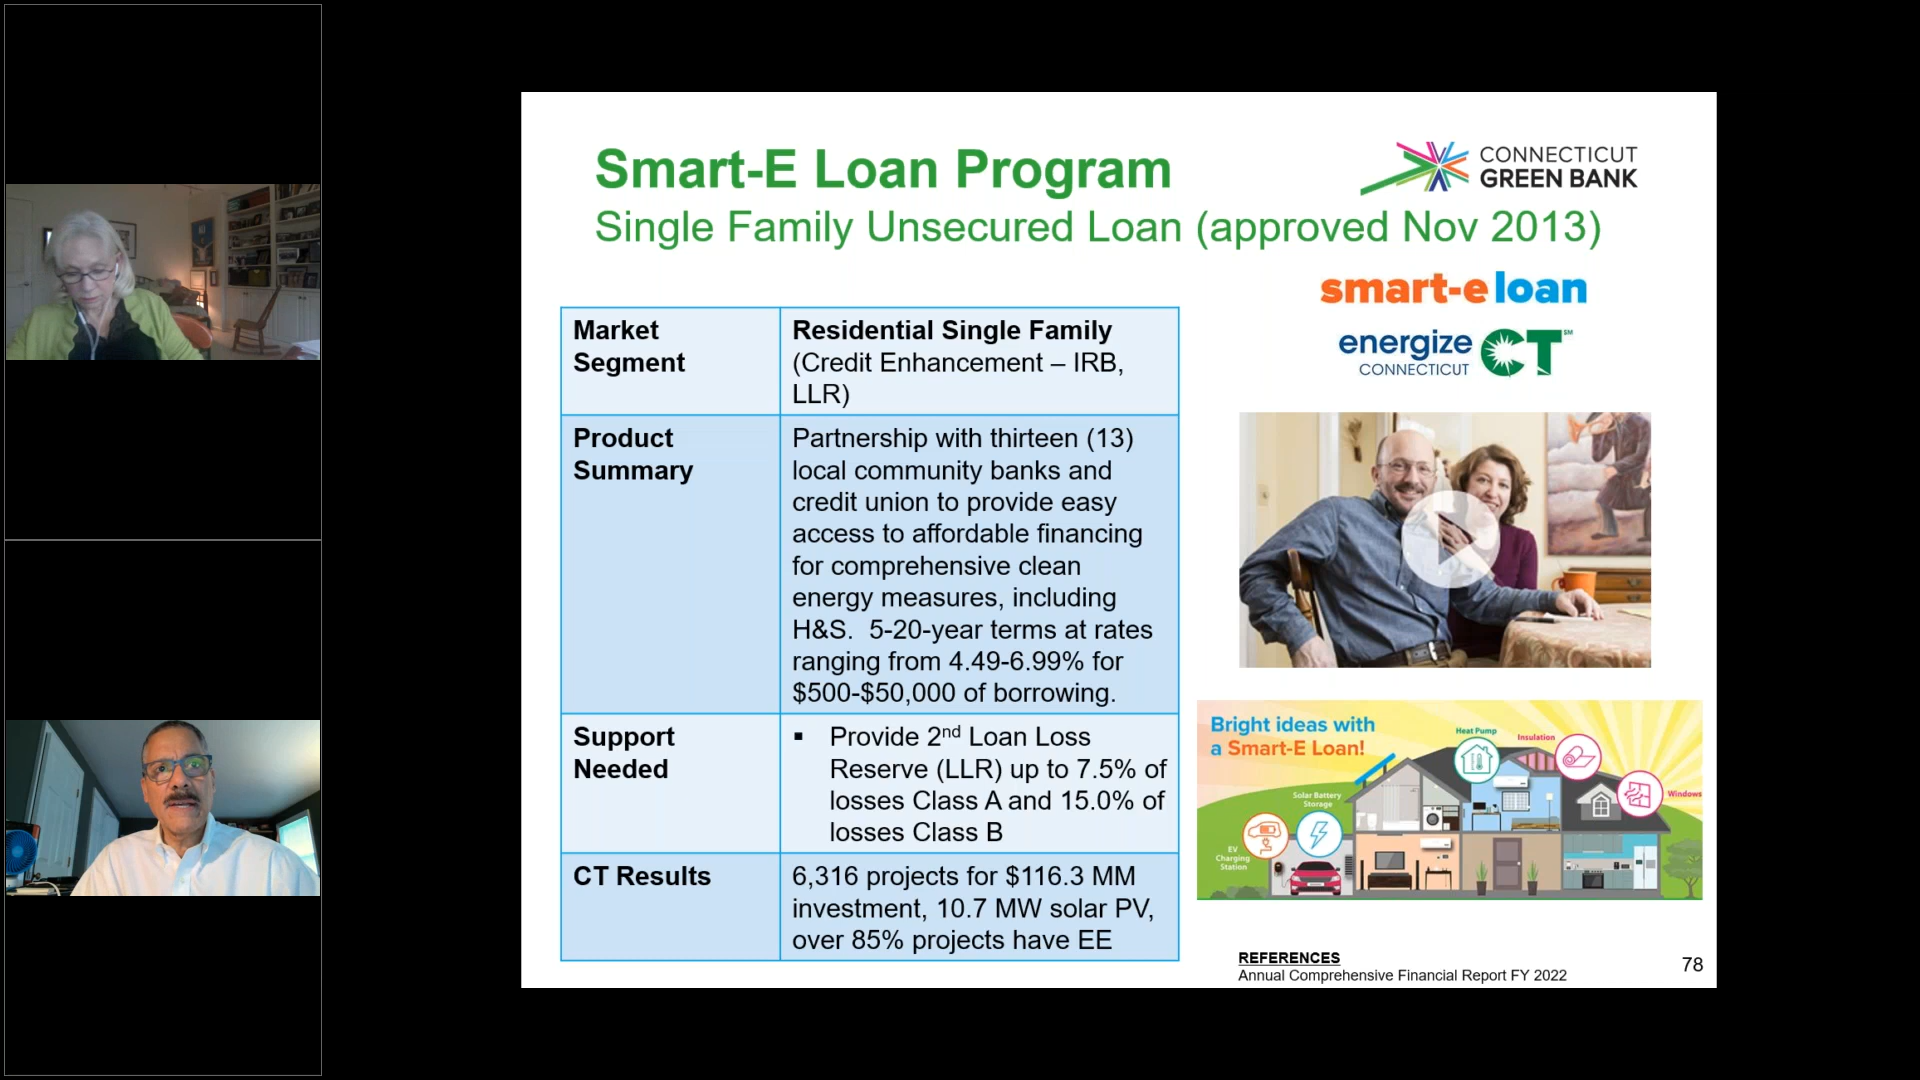 Smart-E Loan Program
CONNECTICUT
GREEN BANK
Single Family Unsecured Loan (approved Nov 2013)
smart-e loan
energize CT SM
CONNECTICUT
Market
Segment
Residential Single Family
(Credit Enhancement – IRB,
LLR)
Product
Summary
Partnership with thirteen (13)
local community banks and
credit union to provide easy
access to affordable financing
for comprehensive clean
energy measures, including
H&S.  5-20-year terms at rates
ranging from 4.49-6.99% for
$500-$50,000 of borrowing.
Support
Needed
▪ Provide 2nd Loan Loss
Reserve (LLR) up to 7.5% of
losses Class A and 15.0% of
losses Class B
CT Results
6,316 projects for $116.3 MM
investment, 10.7 MW solar PV,
over 85% projects have EE
Bright ideas with
a Smart-E Loan!
Heat Pump
Insulation
Windows
Solar Battery
Storage
EV
Charging
Station
REFERENCES
Annual Comprehensive Financial Report FY 2022
78